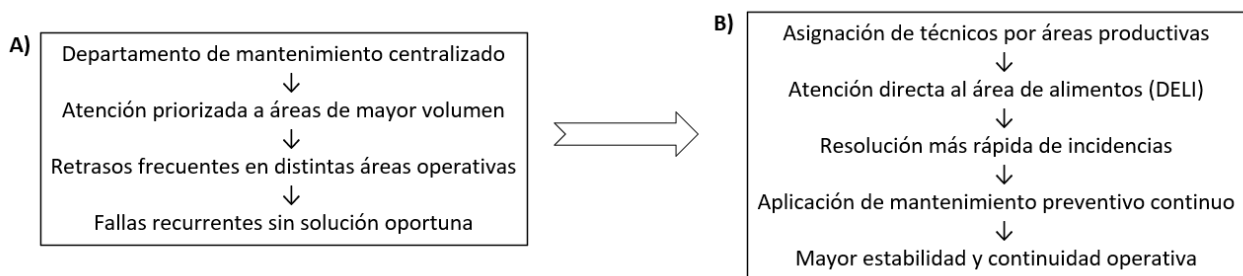 A)
Departamento de mantenimiento centralizado
↓
Atención priorizada a áreas de mayor volumen
↓
Retrasos frecuentes en distintas áreas operativas
↓
Fallas recurrentes sin solución oportuna
B)
Asignación de técnicos por áreas productivas
↓
Atención directa al área de alimentos (DELI)
↓
Resolución más rápida de incidencias
↓
Aplicación de mantenimiento preventivo continuo
↓
Mayor estabilidad y continuidad operativa